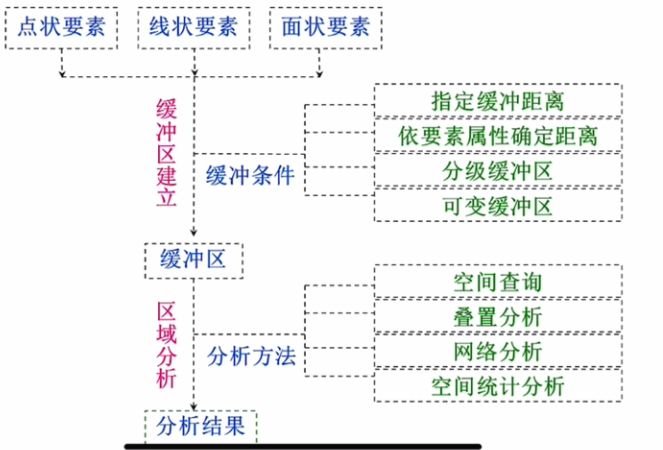 点状要素 线状要素 面状要素
缓冲区建立
指定缓冲距离
依要素属性确定距离
缓冲条件
分级缓冲区
可变缓冲区
缓冲区
区域分析
空间查询
叠置分析
分析方法
网络分析
空间统计分析
分析结果